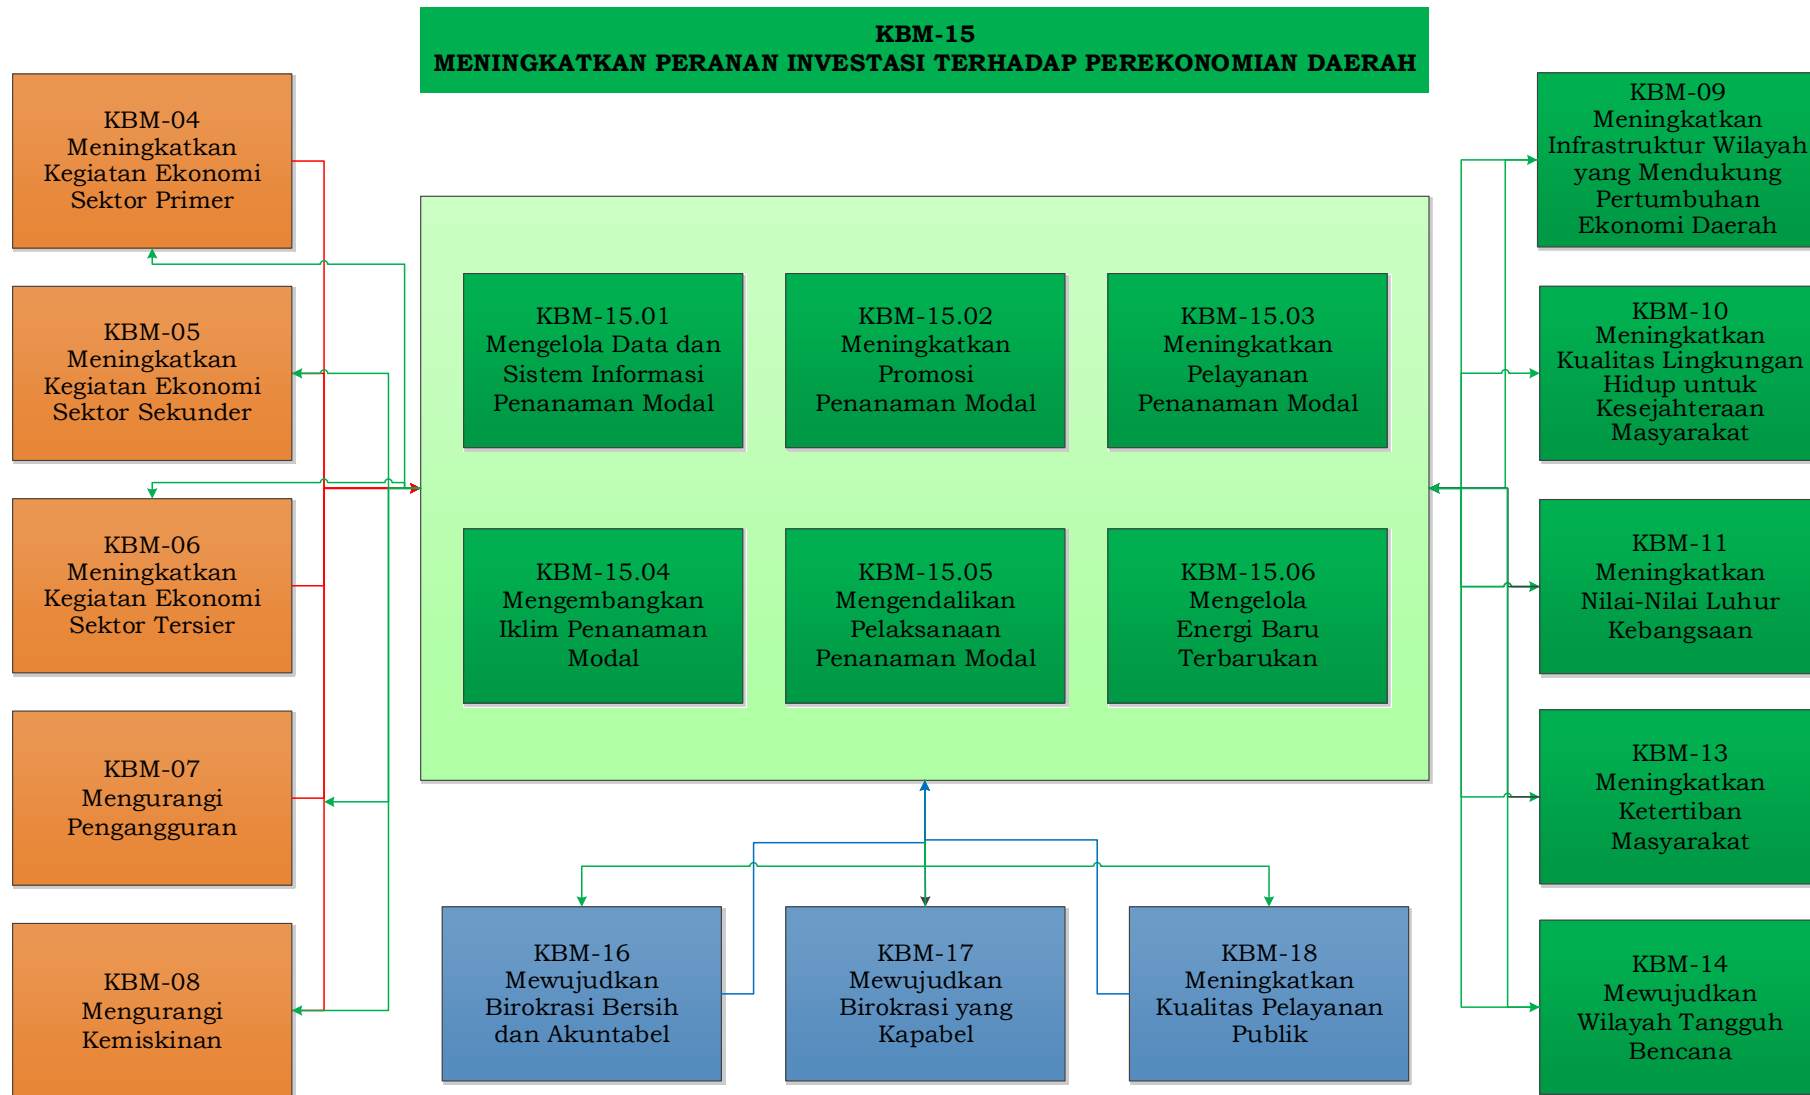 KBM-15
MENINGKATKAN PERANAN INVESTASI TERHADAP PEREKONOMIAN DAERAH
KBM-04
Meningkatkan
Kegiatan Ekonomi
Sektor Primer
KBM-05
Meningkatkan
Kegiatan Ekonomi
Sektor Sekunder
KBM-06
Meningkatkan
Kegiatan Ekonomi
Sektor Tersier
KBM-07
Mengurangi
Pengangguran
KBM-08
Mengurangi
Kemiskinan
KBM-15.01
Mengelola Data dan
Sistem Informasi
Penanaman Modal
KBM-15.02
Meningkatkan
Promosi
Penanaman Modal
KBM-15.03
Meningkatkan
Pelayanan
Penanaman Modal
KBM-15.04
Mengembangkan
Iklim Penanaman
Modal
KBM-15.05
Mengendalikan
Pelaksanaan
Penanaman Modal
KBM-15.06
Mengelola
Energi Baru
Terbarukan
KBM-16
Mewujudkan
Birokrasi Bersih
dan Akuntabel
KBM-17
Mewujudkan
Birokrasi yang
Kapabel
KBM-18
Meningkatkan
Kualitas Pelayanan
Publik
KBM-09
Meningkatkan
Infrastruktur Wilayah
yang Mendukung
Pertumbuhan
Ekonomi Daerah
KBM-10
Meningkatkan
Kualitas Lingkungan
Hidup untuk
Kesejahteraan
Masyarakat
KBM-11
Meningkatkan
Nilai-Nilai Luhur
Kebangsaan
KBM-13
Meningkatkan
Ketertiban
Masyarakat
KBM-14
Mewujudkan
Wilayah Tangguh
Bencana